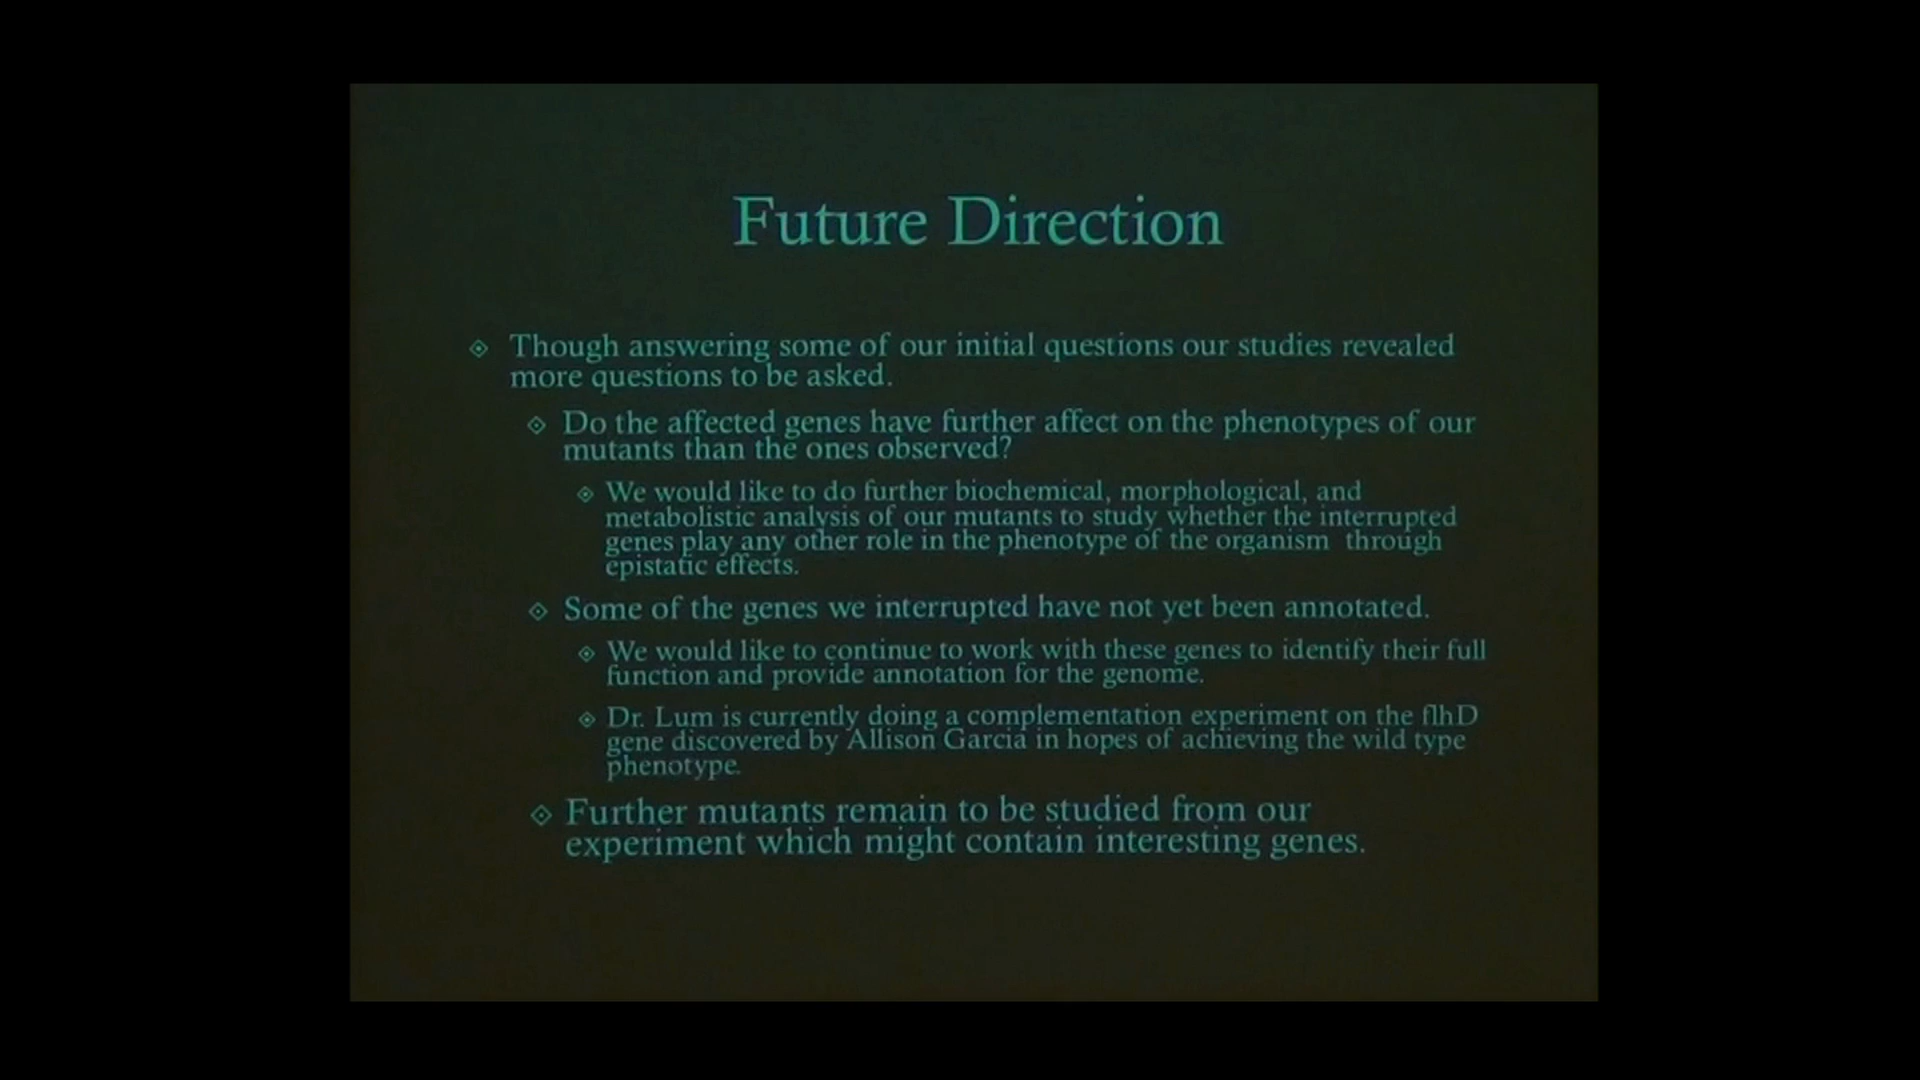 Future Direction
Though answering some of our initial questions our studies revealed
more questions to be asked.
Do the affected genes have further affect on the phenotypes of our
mutants than the ones observed?
We would like to do further biochemical, morphological, and
metabolistic analysis of our mutants to study whether the interrupted
genes play any other role in the phenotype of the organism through
epistatic effects.
Some of the genes we interrupted have not yet been annotated.
We would like to continue to work with these genes to identify their full
function and provide annotation for the genome.
Dr. Lum is currently doing a complementation experiment on the flhD
gene discovered by Allison Garcia in hopes of achieving the wild type
phenotype.
Further mutants remain to be studied from our
experiment which might contain interesting genes.